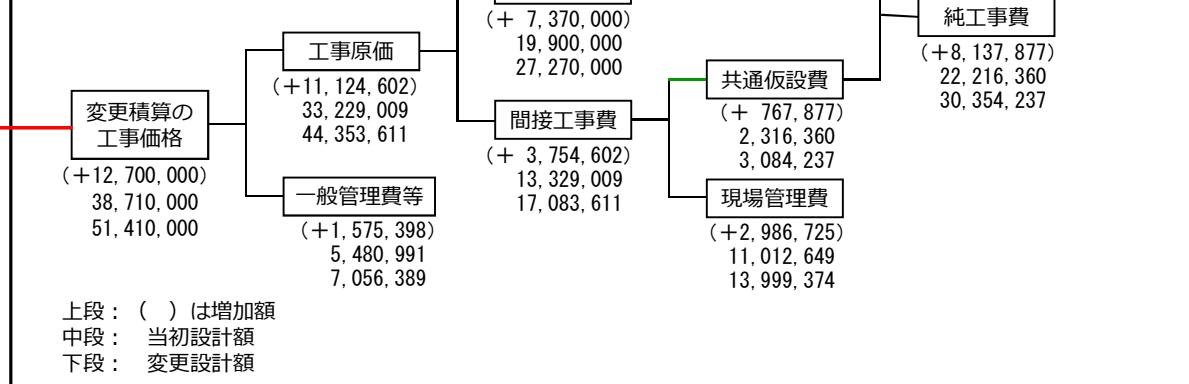 (+ 7,370,000)
19,900,000
27,270,000
純工事費
(+8,137,877)
22,216,360
30,354,237
工事原価
(+11,124,602)
33,229,009
44,353,611
共通仮設費
(+ 767,877)
2,316,360
3,084,237
変更積算の
工事価格
(+12,700,000)
38,710,000
51,410,000
間接工事費
(+ 3,754,602)
13,329,009
17,083,611
一般管理費等
(+1,575,398)
5,480,991
7,056,389
現場管理費
(+2,986,725)
11,012,649
13,999,374
上段：（　）は増加額
中段：　当初設計額
下段：　変更設計額